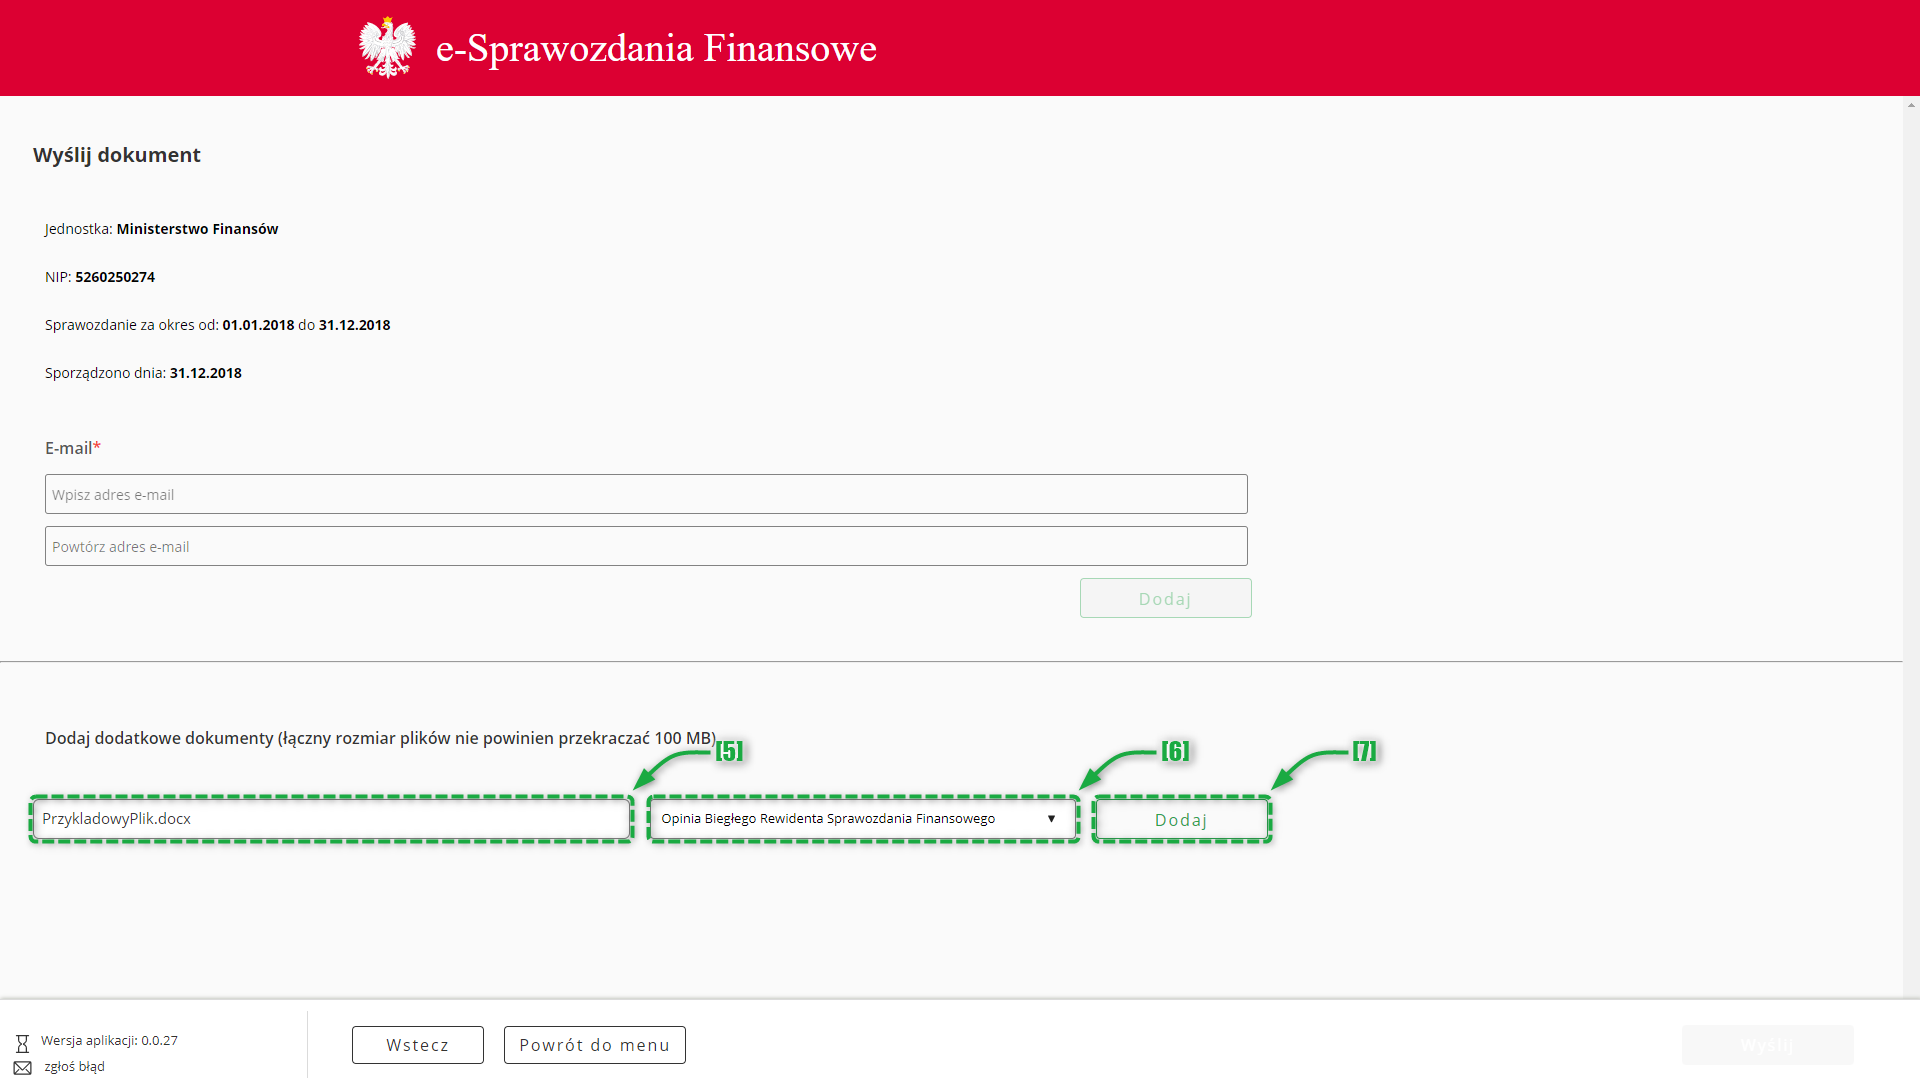 e-Sprawozdania Finansowe
Wyślij dokument
Jednostka: Ministerstwo Finansów
NIP: 5260250274
Sprawozdanie za okres od: 01.01.2018 do 31.12.2018
Sporządzono dnia: 31.12.2018
E-mail*
Wpisz adres e-mail
Powtórz adres e-mail
Dodaj
Dodaj dodatkowe dokumenty (łączny rozmiar plików nie powinien przekraczać 100 MB)
[5] [6] [7]
PrzykladowyPlik.docx Opinia Biegłego Rewidenta Sprawozdania Finansowego ▼ Dodaj
Wersja aplikacji: 0.0.27
zgłoś błąd
Wstecz Powrót do menu Wyślij